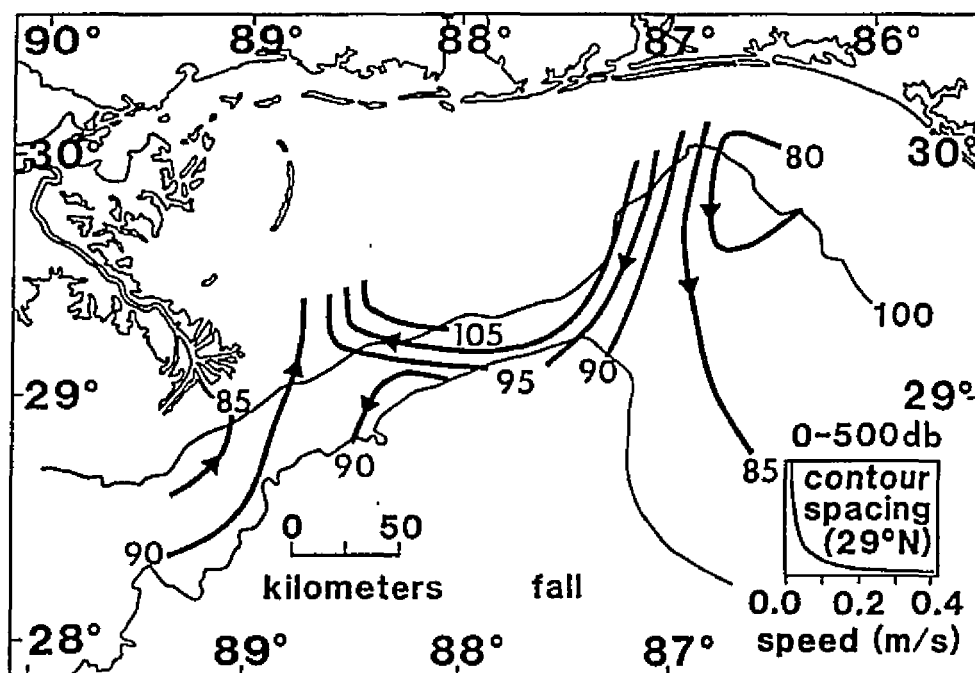 90° 89° 88° 87° 86°
30° 80 30°
100
105
95 90
85 29° 29°
90 0-500db
85
contour
spacing
(29°N)
90
0 50
kilometers fall
0.0 0.2 0.4
28° speed (m/s)
89° 88° 87°